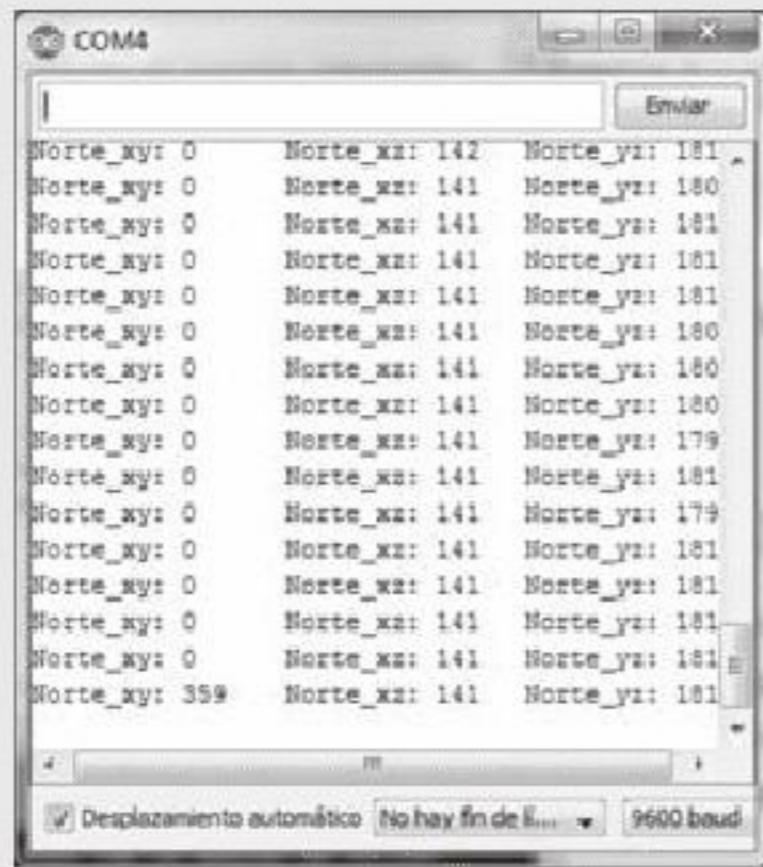 COM4
Enviar
Norte_xy: 0 Norte_xz: 142 Norte_yz: 181
Norte_xy: 0 Norte_xz: 141 Norte_yz: 180
Norte_xy: 0 Norte_xz: 141 Norte_yz: 181
Norte_xy: 0 Norte_xz: 141 Norte_yz: 181
Norte_xy: 0 Norte_xz: 141 Norte_yz: 181
Norte_xy: 0 Norte_xz: 141 Norte_yz: 180
Norte_xy: 0 Norte_xz: 141 Norte_yz: 180
Norte_xy: 0 Norte_xz: 141 Norte_yz: 180
Norte_xy: 0 Norte_xz: 141 Norte_yz: 179
Norte_xy: 0 Norte_xz: 141 Norte_yz: 181
Norte_xy: 0 Norte_xz: 141 Norte_yz: 179
Norte_xy: 0 Norte_xz: 141 Norte_yz: 181
Norte_xy: 0 Norte_xz: 141 Norte_yz: 181
Norte_xy: 0 Norte_xz: 141 Norte_yz: 181
Norte_xy: 0 Norte_xz: 141 Norte_yz: 181
Norte_xy: 359 Norte_xz: 141 Norte_yz: 181
Desplazamiento automático No hay fin de lí.... 9600 baud